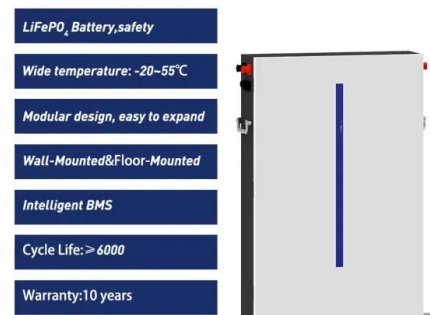 LiFePO4 Battery,safety
Wide temperature: -20~55℃
Modular design, easy to expand
Wall-Mounted&Floor-Mounted
Intelligent BMS
Cycle Life:≥6000
Warranty:10 years